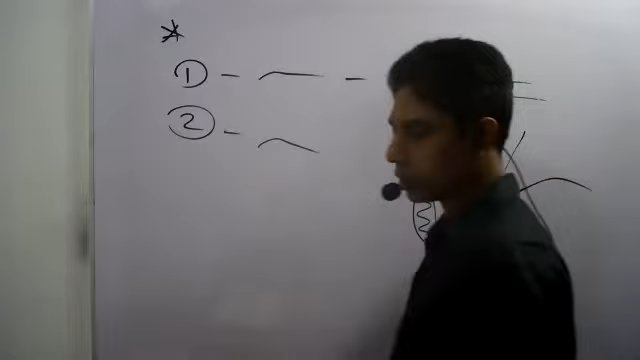 *
① – –
② –